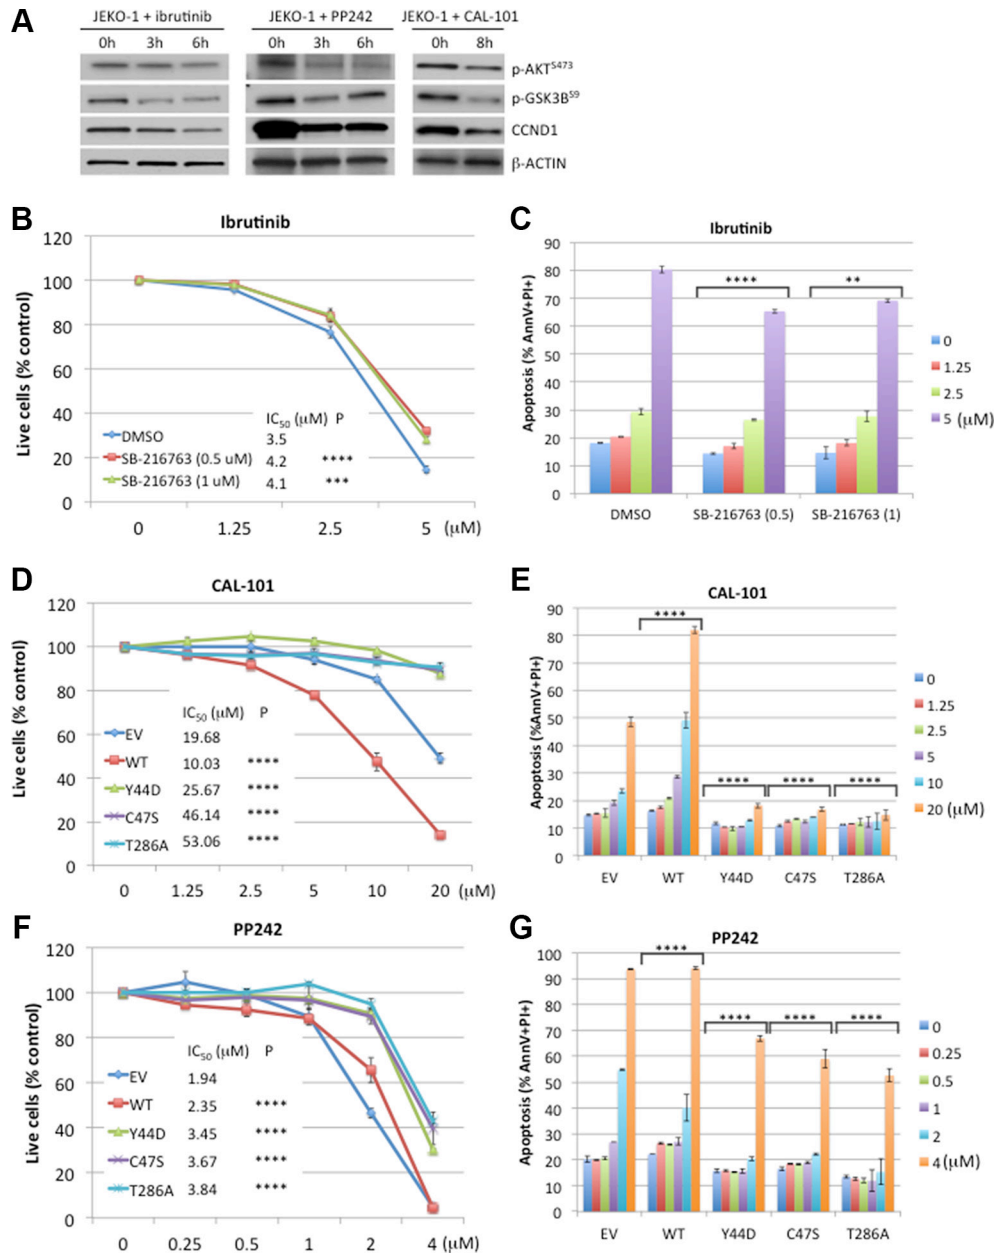 A
JEKO-1 + ibrutinib
JEKO-1 + PP242
JEKO-1 + CAL-101
0h 3h 6h
0h 3h 6h
0h 8h
p-AKT^S473
p-GSK3B^S9
CCND1
β-ACTIN
B
Ibrutinib
Live cells (% control)
120
100
80
60
40
20
0
0 1.25 2.5 5 (μM)
IC50 (μM) P
DMSO 3.5
SB-216763 (0.5 uM) 4.2 ****
SB-216763 (1 uM) 4.1 ***
C
Ibrutinib
Apoptosis (% AnnV+PI+)
90
80
70
60
50
40
30
20
10
0
**** **
DMSO SB-216763 (0.5) SB-216763 (1)
0
1.25
2.5
5 (μM)
D
CAL-101
Live cells (% control)
120
100
80
60
40
20
0
0 1.25 2.5 5 10 20 (μM)
IC50 (μM) P
EV 19.68
WT 10.03 ****
Y44D 25.67 ****
C47S 46.14 ****
T286A 53.06 ****
E
CAL-101
Apoptosis (%AnnV+PI+)
90
80
70
60
50
40
30
20
10
0
**** **** **** ****
EV WT Y44D C47S T286A
0
1.25
2.5
5
10
20 (μM)
F
PP242
Live cells (% control)
120
100
80
60
40
20
0
0 0.25 0.5 1 2 4 (μM)
IC50 (μM) P
EV 1.94
WT 2.35 ****
Y44D 3.45 ****
C47S 3.67 ****
T286A 3.84 ****
G
PP242
Apoptosis (% AnnV+PI+)
100
90
80
70
60
50
40
30
20
10
0
**** **** **** ****
EV WT Y44D C47S T286A
0
0.25
0.5
1
2
4 (μM)